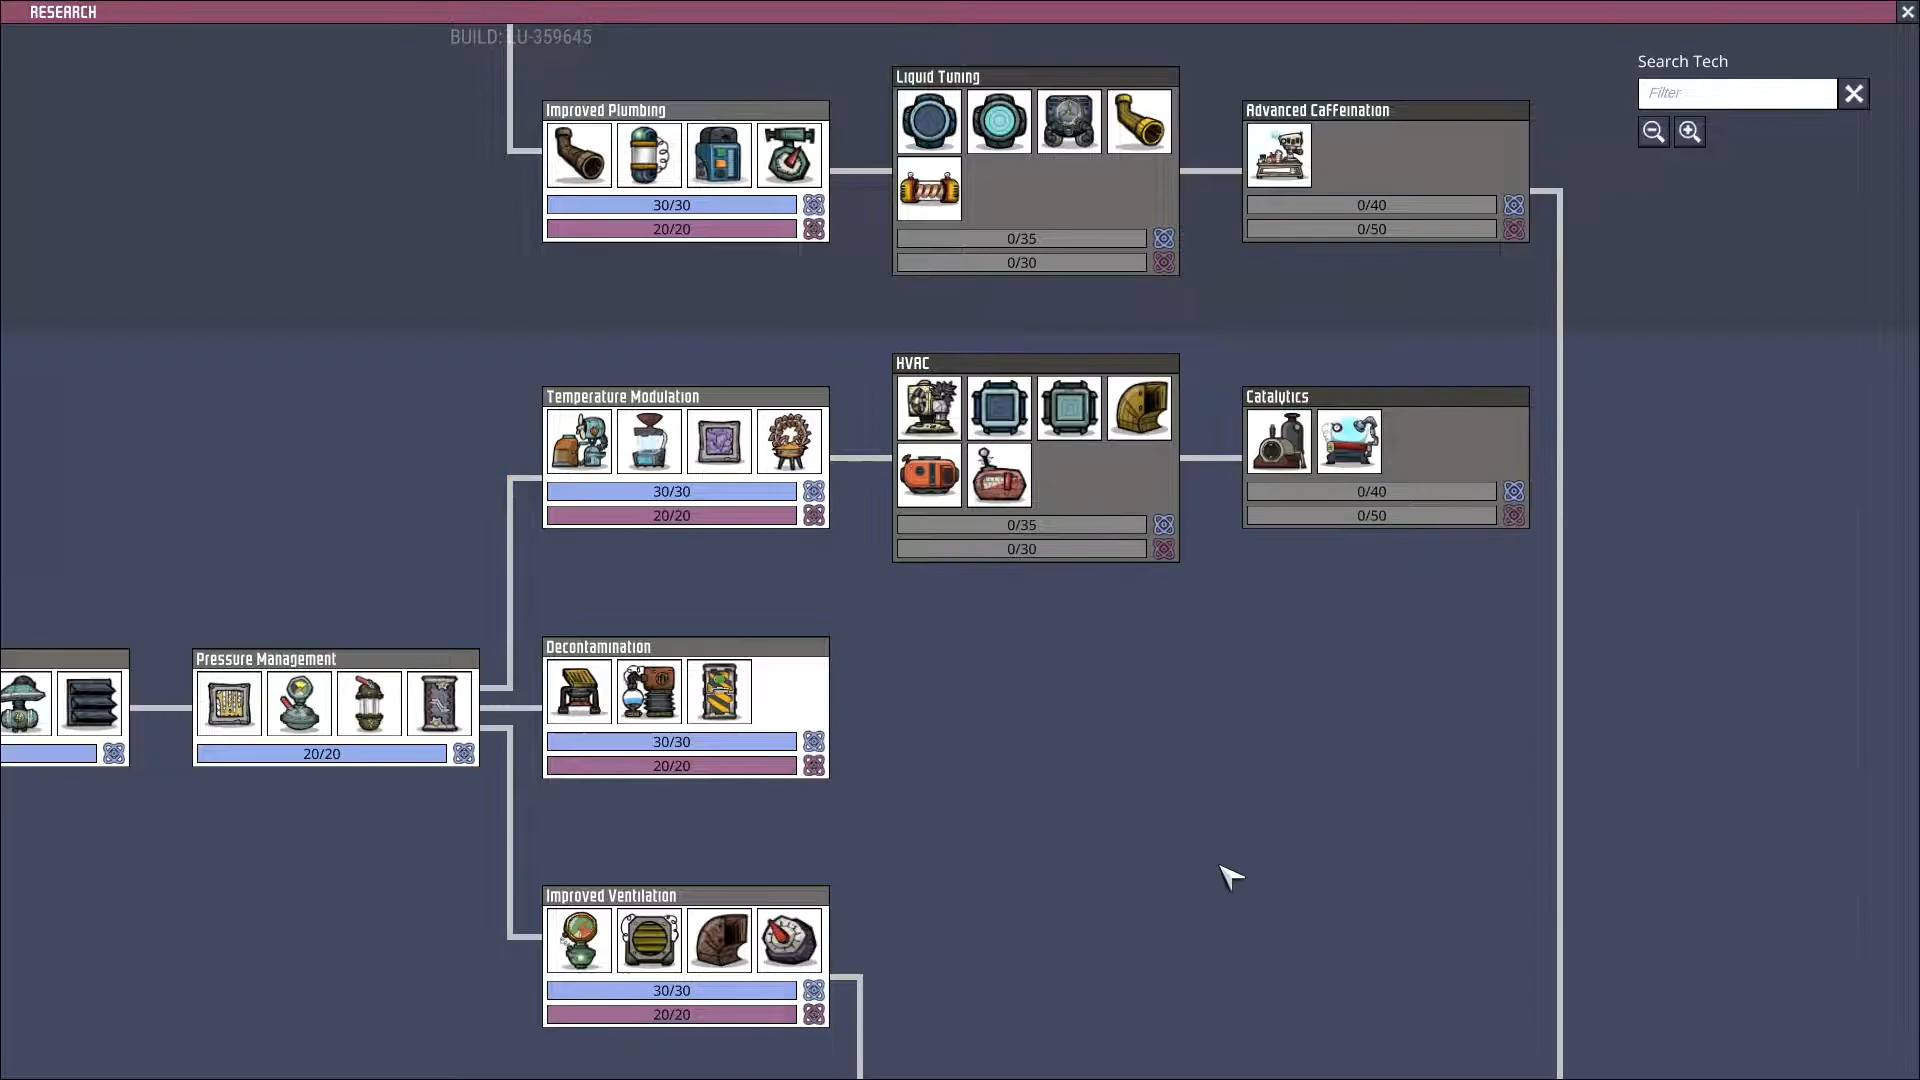 RESEARCH
BUILD: LU-359645
Search Tech
Filter
Liquid Tuning
0/35
0/30
Improved Plumbing
30/30
20/20
Advanced Caffeination
0/40
0/50
HVAC
0/35
0/30
Temperature Modulation
30/30
20/20
Catalytics
0/40
0/50
Decontamination
30/30
20/20
Pressure Management
20/20
Improved Ventilation
30/30
20/20